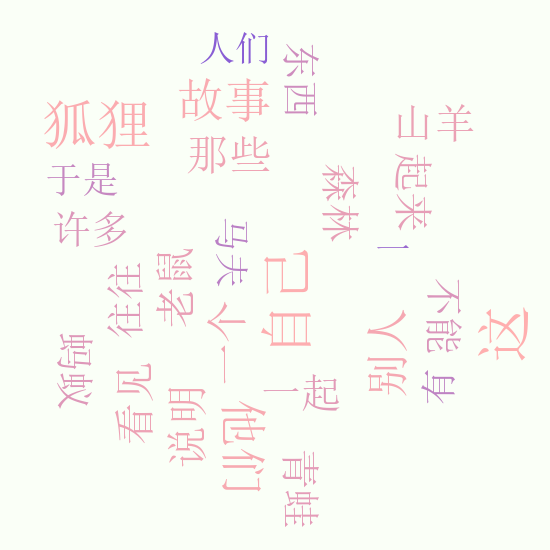 人们
东西
故事
狐狸
山羊
那些
起来
于是
森林
许多
马夫
一
老鼠
自己
往往
不能
一个
这
别人
蚂蚁
看见
身
一起
说明
他们
青蛙